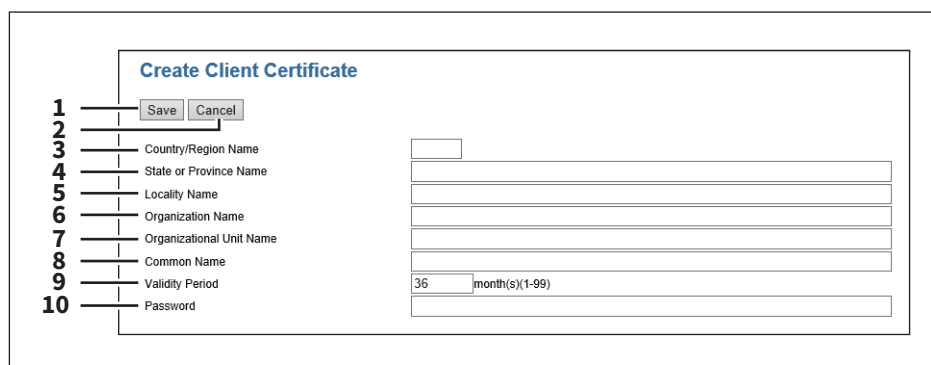 Create Client Certificate
1 Save Cancel
2
3 Country/Region Name
4 State or Province Name
5 Locality Name
6 Organization Name
7 Organizational Unit Name
8 Common Name
9 Validity Period 36 month(s)(1-99)
10 Password